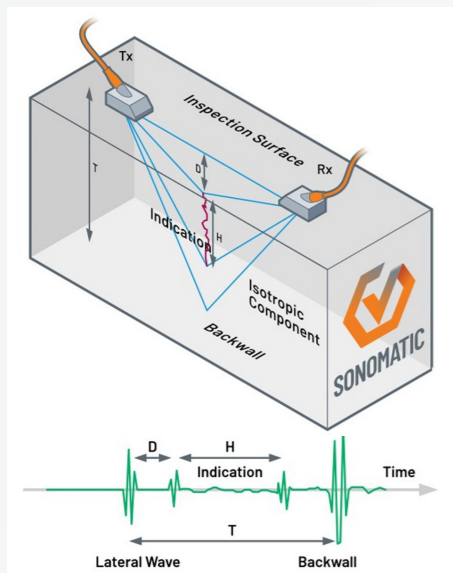 Tx
Inspection Surface
Rx
D
T
Indication
H
Isotropic
Component
Backwall
SONOMATIC
D
H
Indication
Time
T
Lateral Wave
Backwall